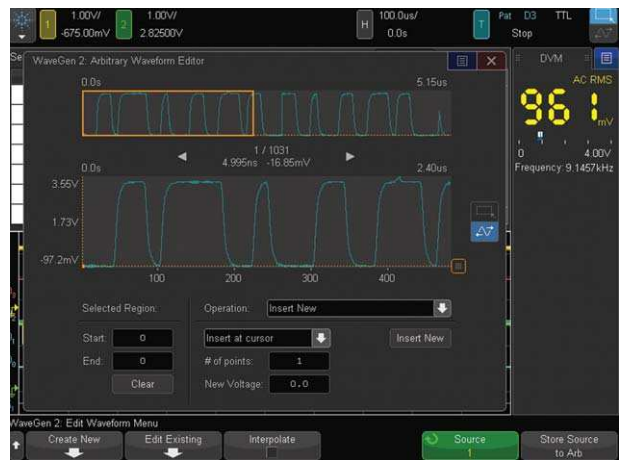 1 1.00V/ 2 1.00V/ H 100.0us/ T Pat D3 TTL
-675.00mV 2.82500V 0.0s Stop
Se
WaveGen 2: Arbitrary Waveform Editor
DVM
0.0s 5.15us
AC RMS
961 mV
1 / 1031
4.995ns -16.85mV
0 4.00V
Frequency: 9.1457kHz
0.0s 2.40us
3.55V
1.73V
-97.2mV
100 200 300 400
Selected Region: Operation: Insert New
Start: 0 Insert at cursor Insert New
End: 0 # of points: 1
Clear New Voltage: 0.0
WaveGen 2: Edit Waveform Menu
Create New Edit Existing Interpolate Source Store Source
1 to Arb